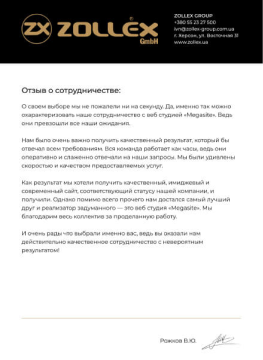 ZOLLEX
GmbH
ZOLLEX GROUP
+380 55 23 27 500
ivn@zollex-group.com.ua
г. Херсон, ул. Восточная 31
www.zollex.ua
Отзыв о сотрудничестве:
О своем выборе мы не пожалели ни на секунду. Да, именно так можно
охарактеризовать наше сотрудничество с веб студией «Megasite». Ведь
они превзошли все наши ожидания.
Нам было очень важно получить качественный результат, который бы
отвечал всем требованиям. Вся команда работает как часы, ведь они
оперативно и слаженно отвечали на наши запросы. Мы были удивлены
скоростью и качеством предоставляемых услуг.
Как результат мы хотели получить качественный, имиджевый и
современный сайт, соответствующий статусу нашей компании, и
получили. Однако помимо всего прочего нам достался самый лучший
друг и реализатор задуманного — это веб студия «Megasite». Мы
благодарим весь коллектив за проделанную работу.
И очень рады что выбрали именно вас, ведь вы оказали нам
действительно качественное сотрудничество с невероятным
результатом!
Рожнов В.Ю.